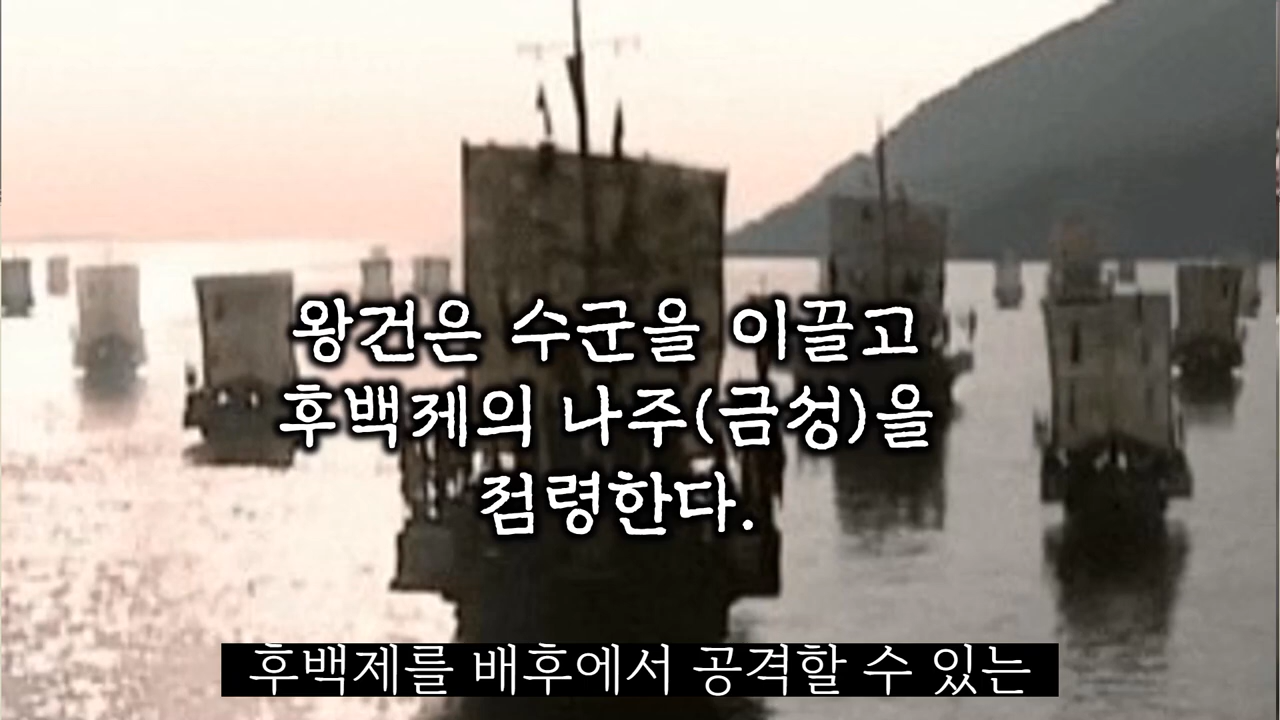 왕건은 수군을 이끌고
후백제의 나주(금성)을
점령한다.
후백제를 배후에서 공격할 수 있는